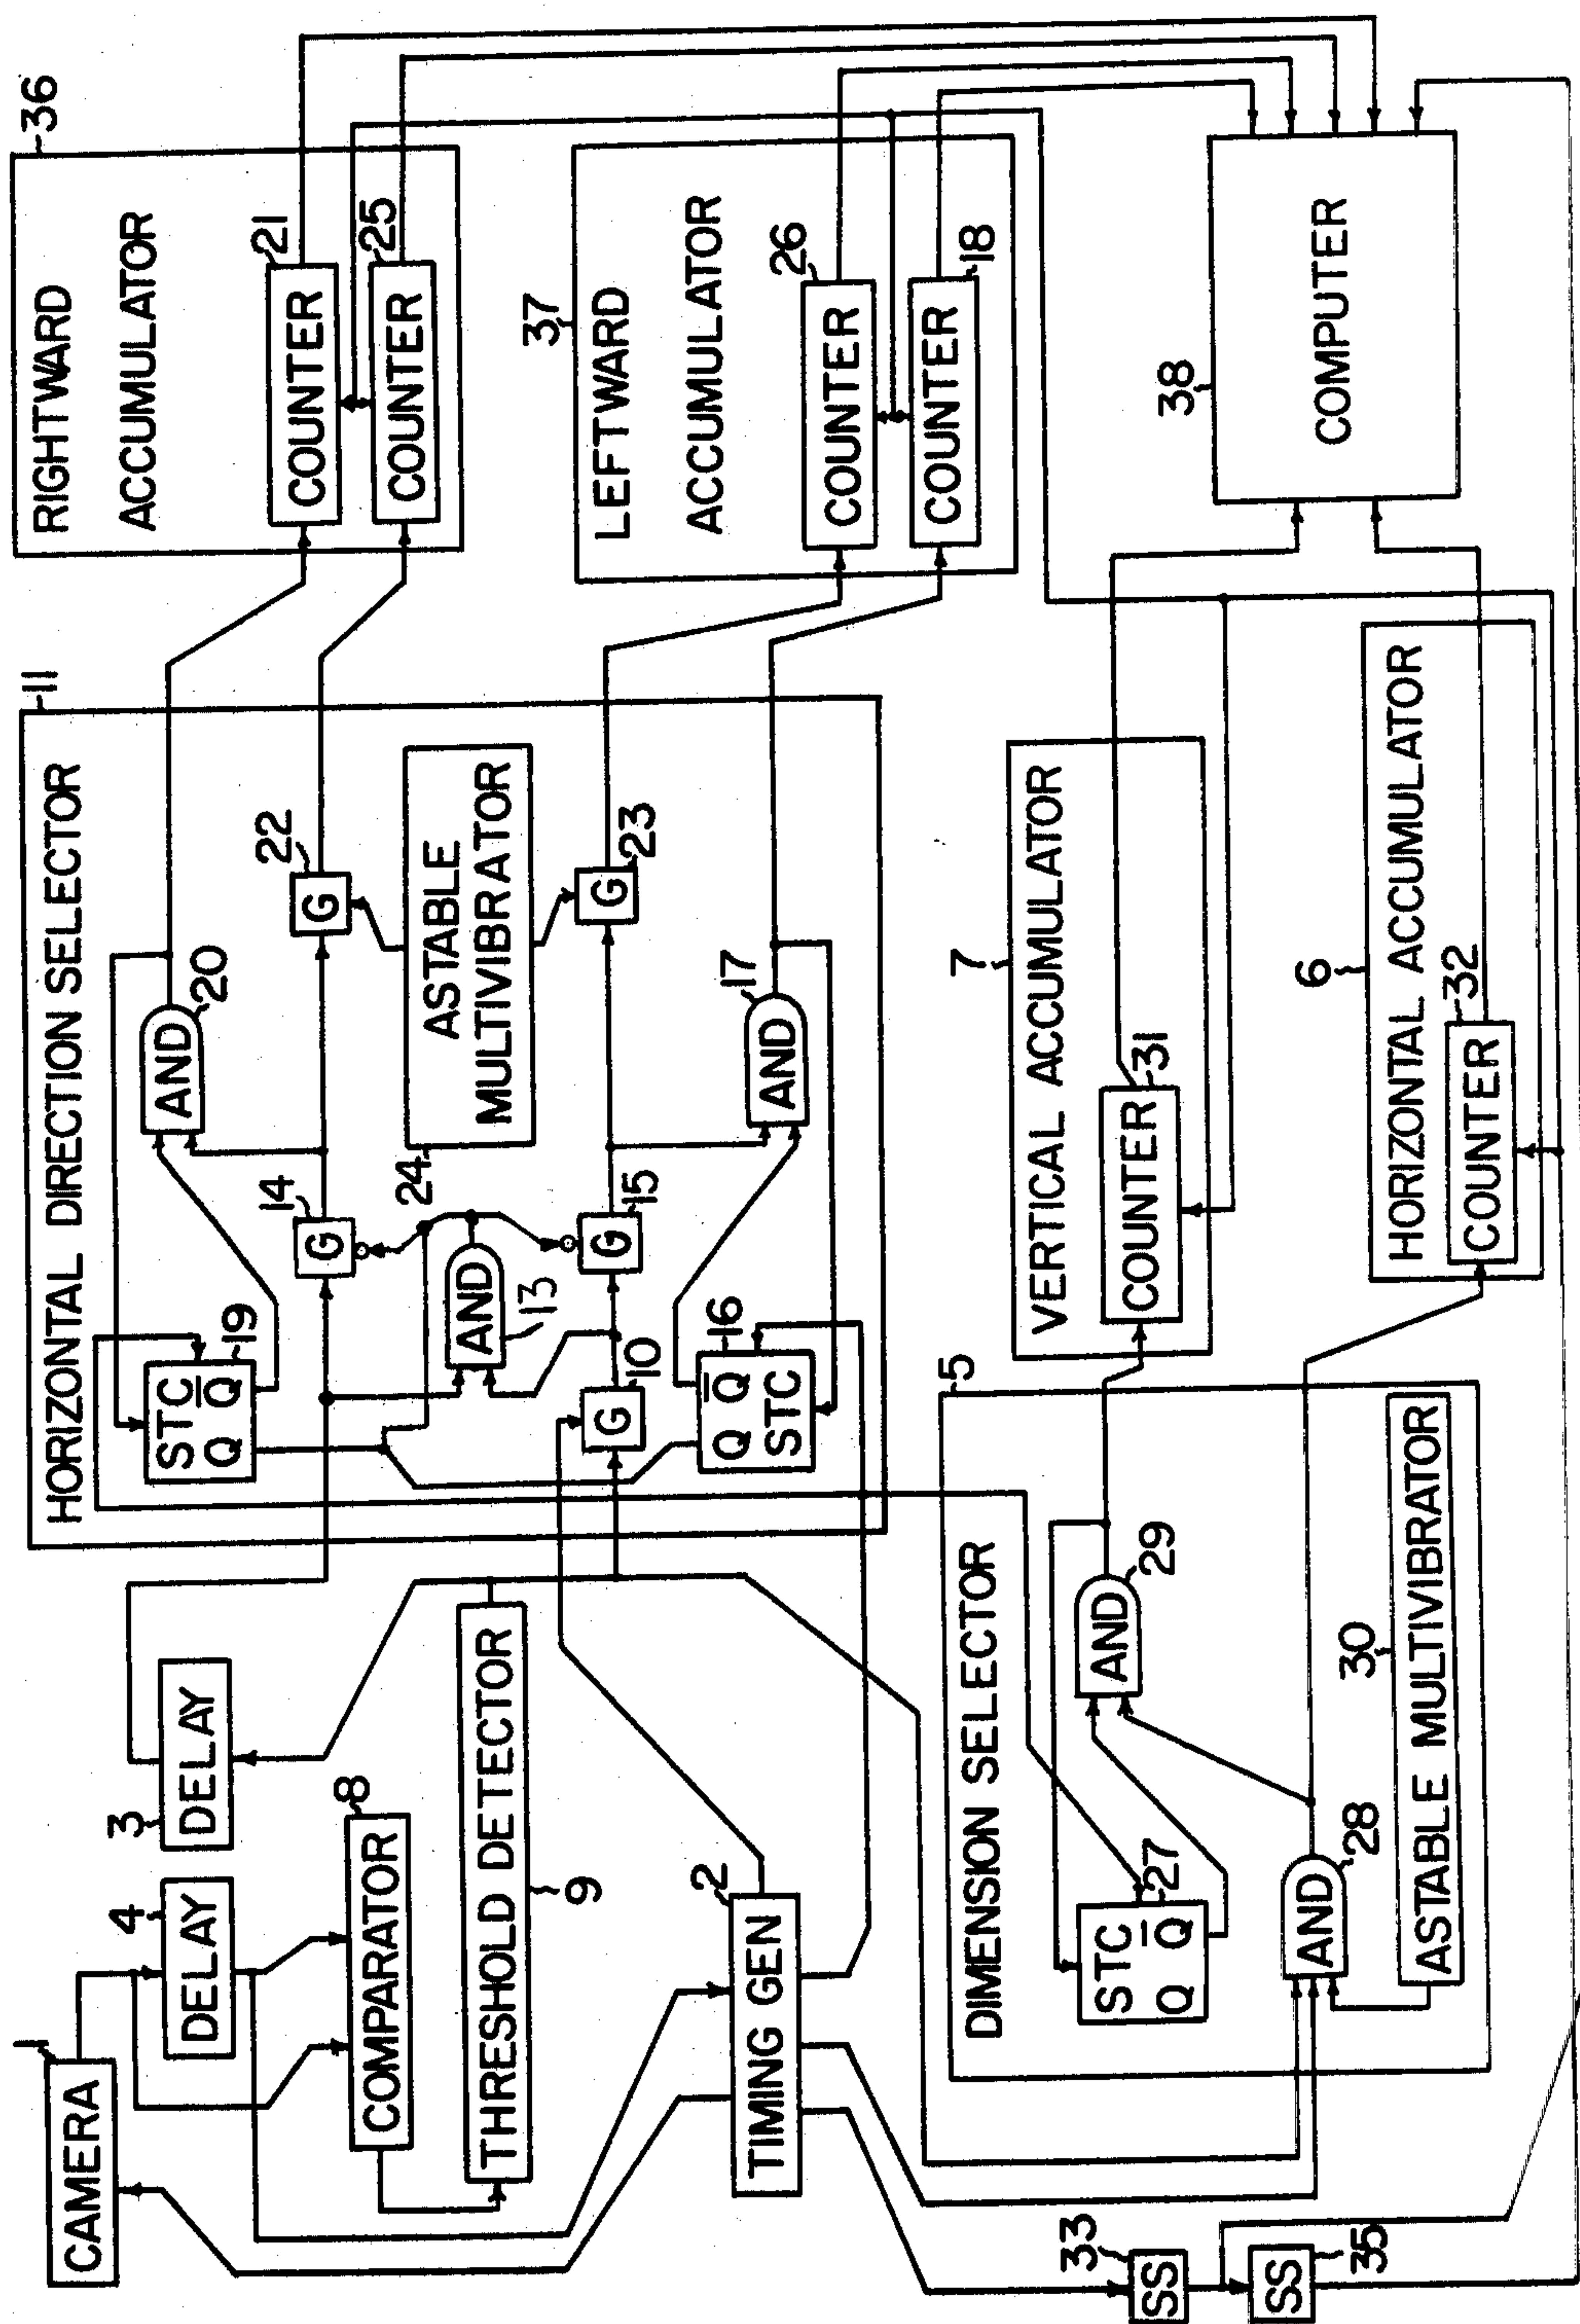 CAMERA
1
DELAY
4
DELAY
3
COMPARATOR
8
THRESHOLD DETECTOR
9
TIMING GEN
2
SS
33
SS
35
HORIZONTAL DIRECTION SELECTOR
11
STC
Q Q̅
19
AND
20
G
14
G
22
AND
13
ASTABLE
MULTIVIBRATOR
24
G
10
G
15
G
23
Q Q̅
STC
16
AND
17
RIGHTWARD
ACCUMULATOR
36
COUNTER
21
COUNTER
25
LEFTWARD
ACCUMULATOR
37
COUNTER
26
COUNTER
18
DIMENSION SELECTOR
5
STC
Q Q̅
27
AND
29
AND
28
ASTABLE MULTIVIBRATOR
30
VERTICAL ACCUMULATOR
7
COUNTER
31
HORIZONTAL ACCUMULATOR
6
COUNTER
32
COMPUTER
38